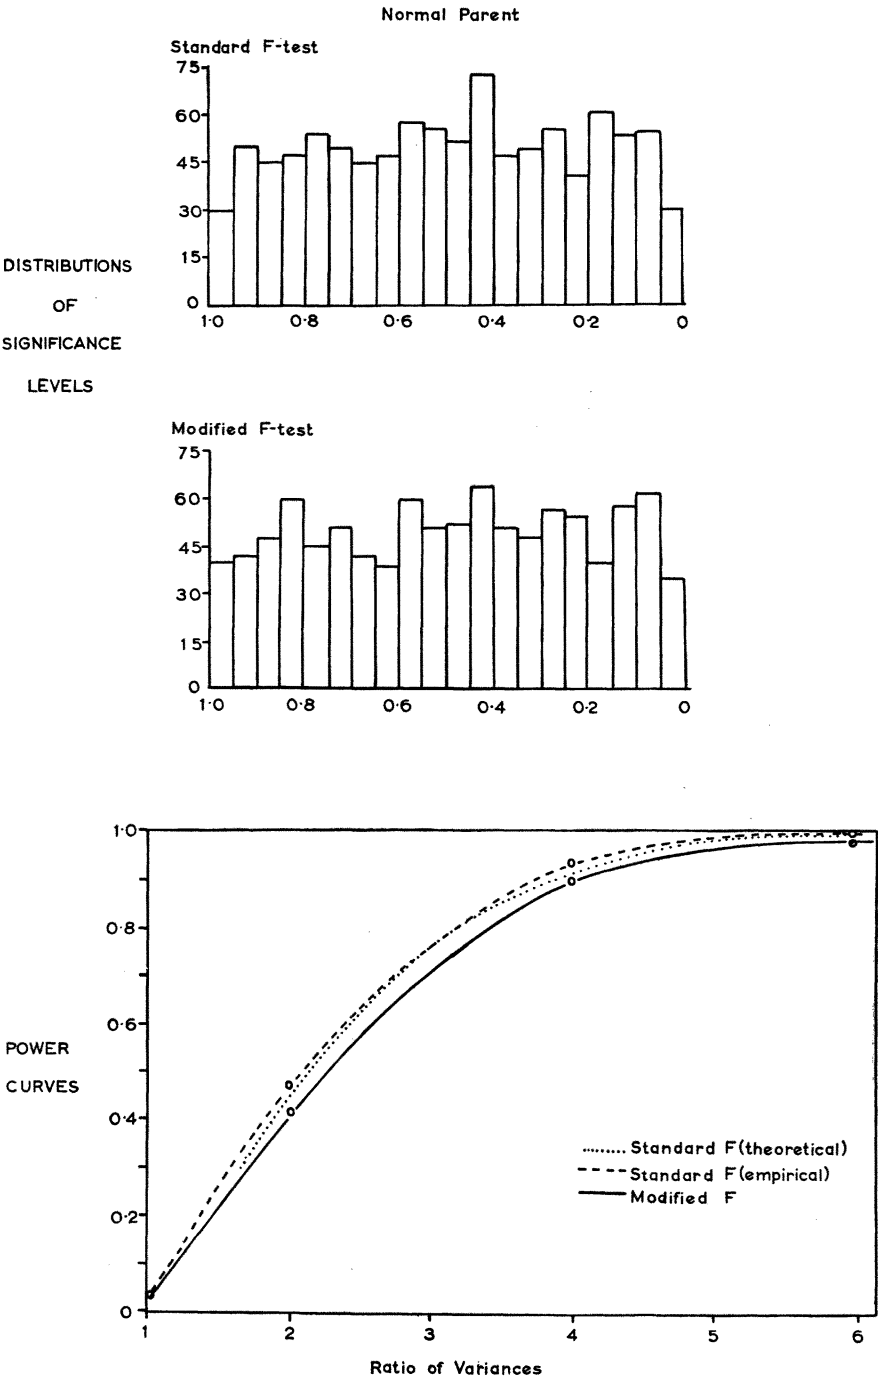 Normal Parent
Standard F-test
75
60
45
30
15
0
1·0 0·8 0·6 0·4 0·2 0
DISTRIBUTIONS
OF
SIGNIFICANCE
LEVELS
Modified F-test
75
60
45
30
15
0
1·0 0·8 0·6 0·4 0·2 0
1·0
0·8
0·6
0·4
0·2
0
POWER
CURVES
Standard F(theoretical)
Standard F(empirical)
Modified F
1 2 3 4 5 6
Ratio of Variances